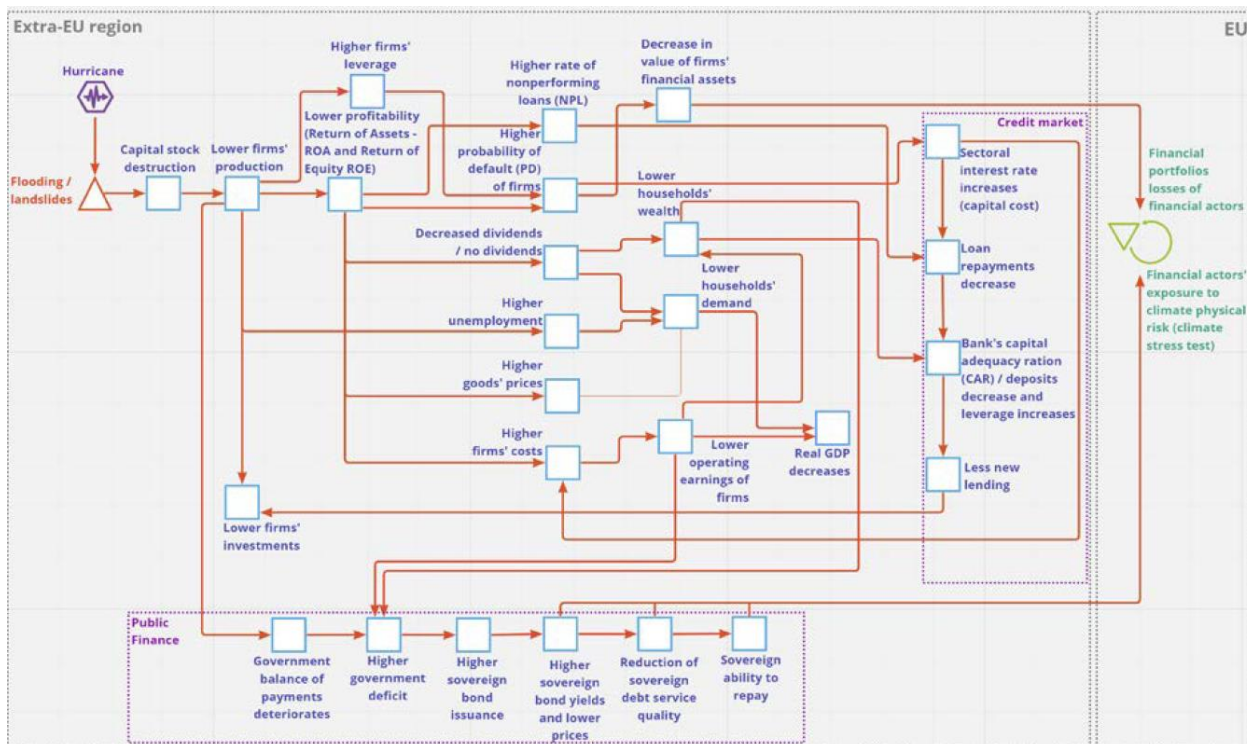 Extra-EU region
EU
Hurricane
Flooding /
landslides
Capital stock
destruction
Lower firms'
production
Higher firms'
leverage
Lower profitability
(Return of Assets -
ROA and Return of
Equity ROE)
Higher rate of
nonperforming
loans (NPL)
Higher
probability of
default (PD)
of firms
Decrease in
value of firms'
financial assets
Lower
households'
wealth
Decreased dividends
/ no dividends
Lower
households'
demand
Higher
unemployment
Higher
goods' prices
Higher
firms' costs
Lower
operating
earnings of
firms
Real GDP
decreases
Lower firms'
investments
Credit market
Sectoral
interest rate
increases
(capital cost)
Loan
repayments
decrease
Bank's capital
adequacy ration
(CAR) / deposits
decrease and
leverage increases
Less new
lending
Financial
portfolios
losses of
financial actors
Financial actors'
exposure to
climate physical
risk (climate
stress test)
Public
Finance
Government
balance of
payments
deteriorates
Higher
government
deficit
Higher
sovereign
bond
issuance
Higher
sovereign
bond yields
and lower
prices
Reduction of
sovereign
debt service
quality
Sovereign
ability to
repay